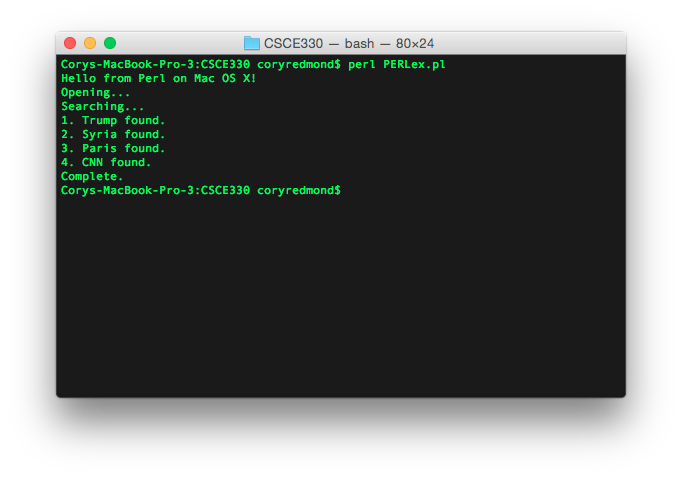 CSCE330 — bash — 80×24
Corys-MacBook-Pro-3:CSCE330 coryredmond$ perl PERLex.pl
Hello from Perl on Mac OS X!
Opening...
Searching...
1. Trump found.
2. Syria found.
3. Paris found.
4. CNN found.
Complete.
Corys-MacBook-Pro-3:CSCE330 coryredmond$